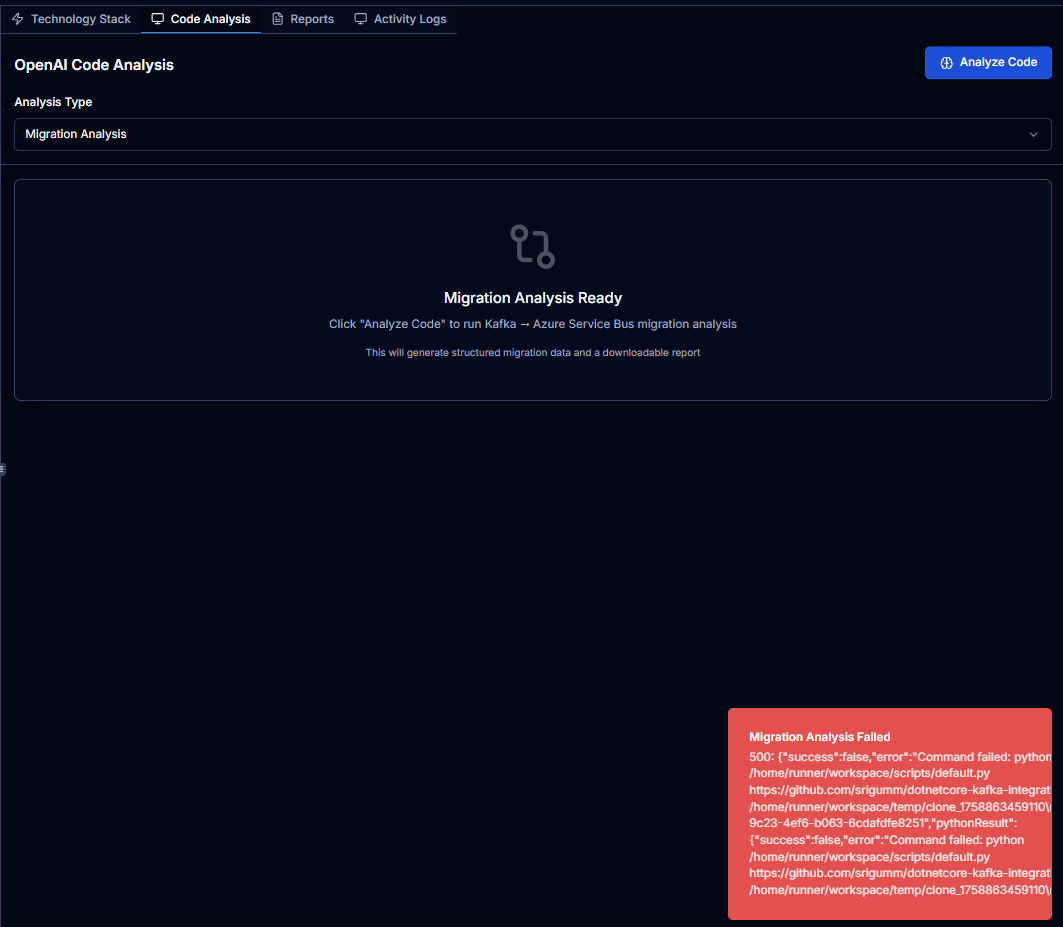 Technology Stack
Code Analysis
Reports
Activity Logs
OpenAI Code Analysis
Analyze Code
Analysis Type
Migration Analysis
Migration Analysis Ready
Click "Analyze Code" to run Kafka → Azure Service Bus migration analysis
This will generate structured migration data and a downloadable report
Migration Analysis Failed
500: {"success":false,"error":"Command failed: python
/home/runner/workspace/scripts/default.py
https://github.com/srigumm/dotnetcore-kafka-integrat
/home/runner/workspace/temp/clone_1758863459110\
9c23-4ef6-b063-6cdafdfe8251","pythonResult":
{"success":false,"error":"Command failed: python
/home/runner/workspace/scripts/default.py
https://github.com/srigumm/dotnetcore-kafka-integrat
/home/runner/workspace/temp/clone_1758863459110\